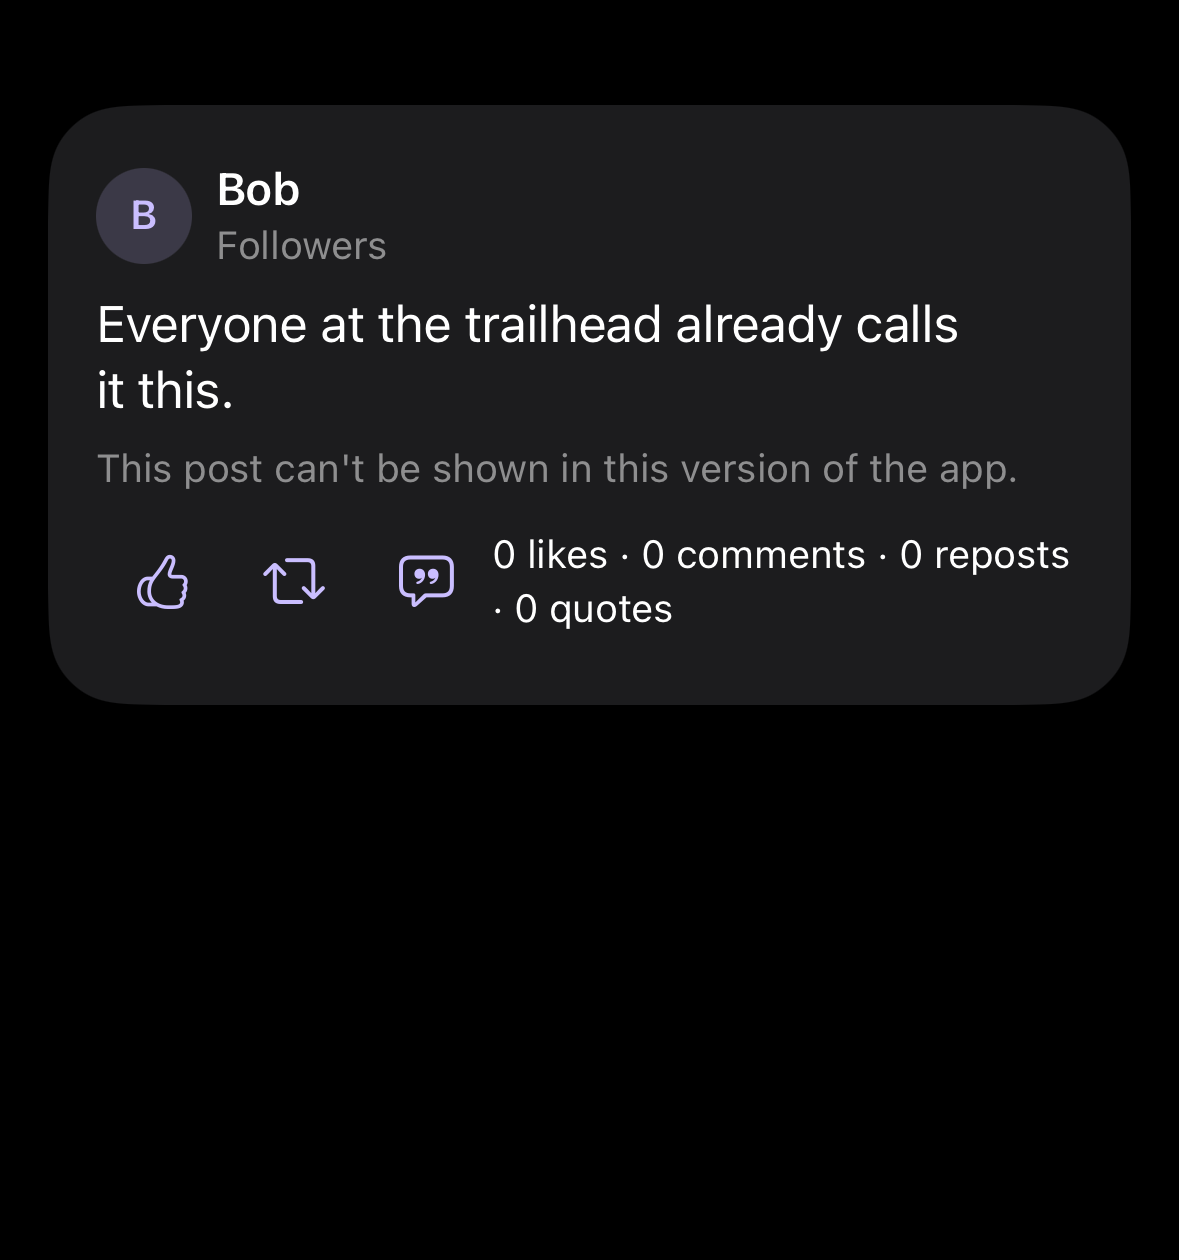 B
Bob
Followers
Everyone at the trailhead already calls
it this.
This post can't be shown in this version of the app.
0 likes · 0 comments · 0 reposts
· 0 quotes